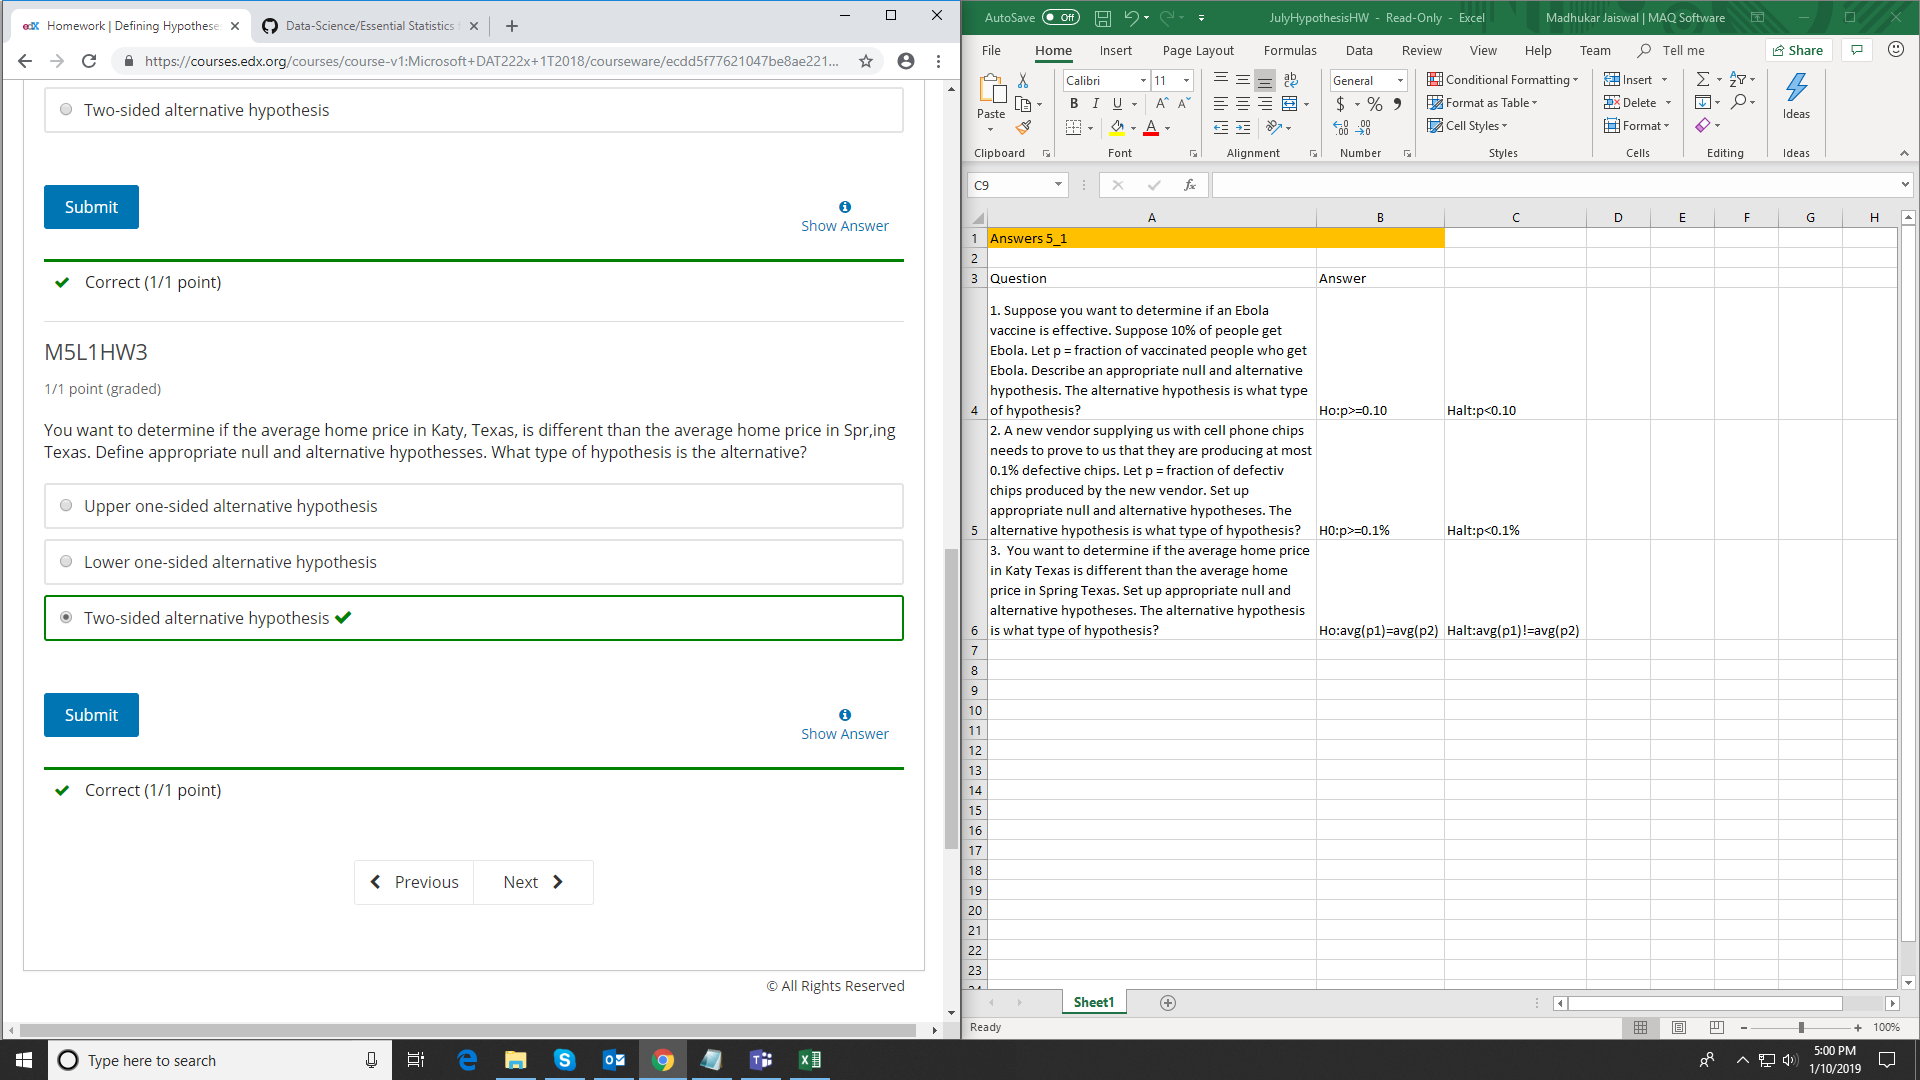 Homework | Defining Hypothese
Data-Science/Essential Statistics
https://courses.edx.org/courses/course-v1:Microsoft+DAT222x+1T2018/courseware/ecdd5f77621047be8ae221...
Two-sided alternative hypothesis
Submit
Show Answer
Correct (1/1 point)
M5L1HW3
1/1 point (graded)
You want to determine if the average home price in Katy, Texas, is different than the average home price in Spr,ing
Texas. Define appropriate null and alternative hypothesses. What type of hypothesis is the alternative?
Upper one-sided alternative hypothesis
Lower one-sided alternative hypothesis
Two-sided alternative hypothesis
Submit
Show Answer
Correct (1/1 point)
Previous
Next
© All Rights Reserved
AutoSave Off
JulyHypothesisHW - Read-Only - Excel
Madhukar Jaiswal | MAQ Software
File Home Insert Page Layout Formulas Data Review View Help Team Tell me Share
Paste
Calibri 11
B I U
General
$ % 9
Conditional Formatting
Format as Table
Cell Styles
Insert
Delete
Format
Ideas
Clipboard Font Alignment Number Styles Cells Editing Ideas
C9 fx
A B C D E F G H
1 Answers 5_1
2
3 Question Answer
1. Suppose you want to determine if an Ebola
vaccine is effective. Suppose 10% of people get
Ebola. Let p = fraction of vaccinated people who get
Ebola. Describe an appropriate null and alternative
hypothesis. The alternative hypothesis is what type
4 of hypothesis? Ho:p>=0.10 Halt:p<0.10
2. A new vendor supplying us with cell phone chips
needs to prove to us that they are producing at most
0.1% defective chips. Let p = fraction of defectiv
chips produced by the new vendor. Set up
appropriate null and alternative hypotheses. The
5 alternative hypothesis is what type of hypothesis? H0:p>=0.1% Halt:p<0.1%
3. You want to determine if the average home price
in Katy Texas is different than the average home
price in Spring Texas. Set up appropriate null and
alternative hypotheses. The alternative hypothesis
6 is what type of hypothesis? Ho:avg(p1)=avg(p2) Halt:avg(p1)!=avg(p2)
7
8
9
10
11
12
13
14
15
16
17
18
19
20
21
22
23
Sheet1
Ready
100%
Type here to search
5:00 PM
1/10/2019